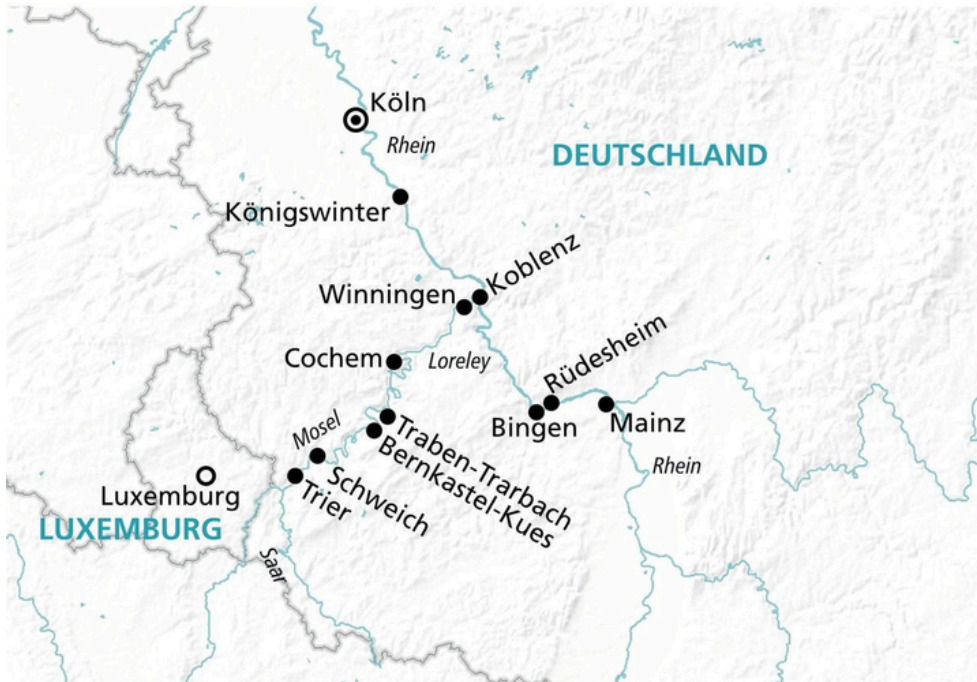 Köln
Rhein
DEUTSCHLAND
Königswinter
Koblenz
Winningen
Rüdesheim
Cochem
Loreley
Bingen
Mainz
Mosel
Traben-Trarbach
Bernkastel-Kues
Rhein
Schweich
Luxemburg
Trier
LUXEMBURG
Saar